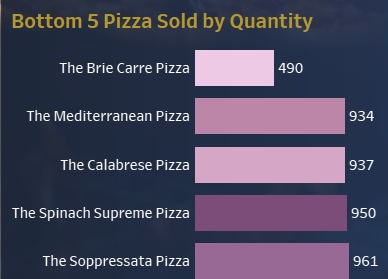 Bottom 5 Pizza Sold by Quantity
The Brie Carre Pizza 490
The Mediterranean Pizza 934
The Calabrese Pizza 937
The Spinach Supreme Pizza 950
The Soppressata Pizza 961